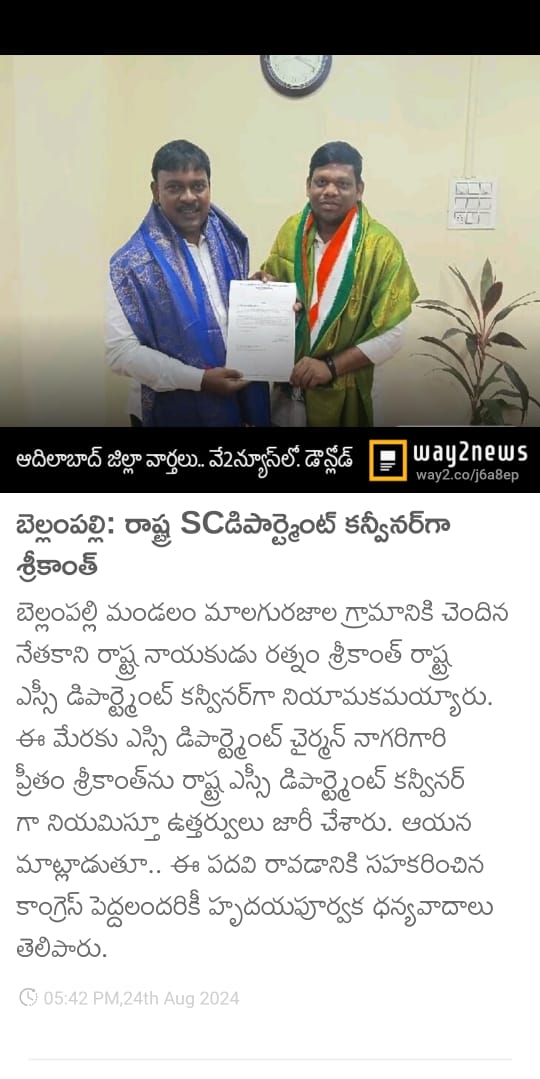 ఆదిలాబాద్ జిల్లా వార్తలు.. వే2న్యూస్‌లో. డౌన్లోడ్
way2news
way2.co/j6a8ep
బెల్లంపల్లి: రాష్ట్ర SCడిపార్ట్మెంట్ కన్వీనర్‌గా
శ్రీకాంత్
బెల్లంపల్లి మండలం మాలగురజాల గ్రామానికి చెందిన
నేతకాని రాష్ట్ర నాయకుడు రత్నం శ్రీకాంత్ రాష్ట్ర
ఎస్సీ డిపార్ట్మెంట్ కన్వీనర్‌గా నియామకమయ్యారు.
ఈ మేరకు ఎస్సి డిపార్ట్మెంట్ చైర్మన్ నాగరిగారి
ప్రీతం శ్రీకాంత్‌ను రాష్ట్ర ఎస్సీ డిపార్ట్మెంట్ కన్వీనర్
గా నియమిస్తూ ఉత్తర్వులు జారీ చేశారు. ఆయన
మాట్లాడుతూ.. ఈ పదవి రావడానికి సహకరించిన
కాంగ్రెస్ పెద్దలందరికీ హృదయపూర్వక ధన్యవాదాలు
తెలిపారు.
05:42 PM,24th Aug 2024